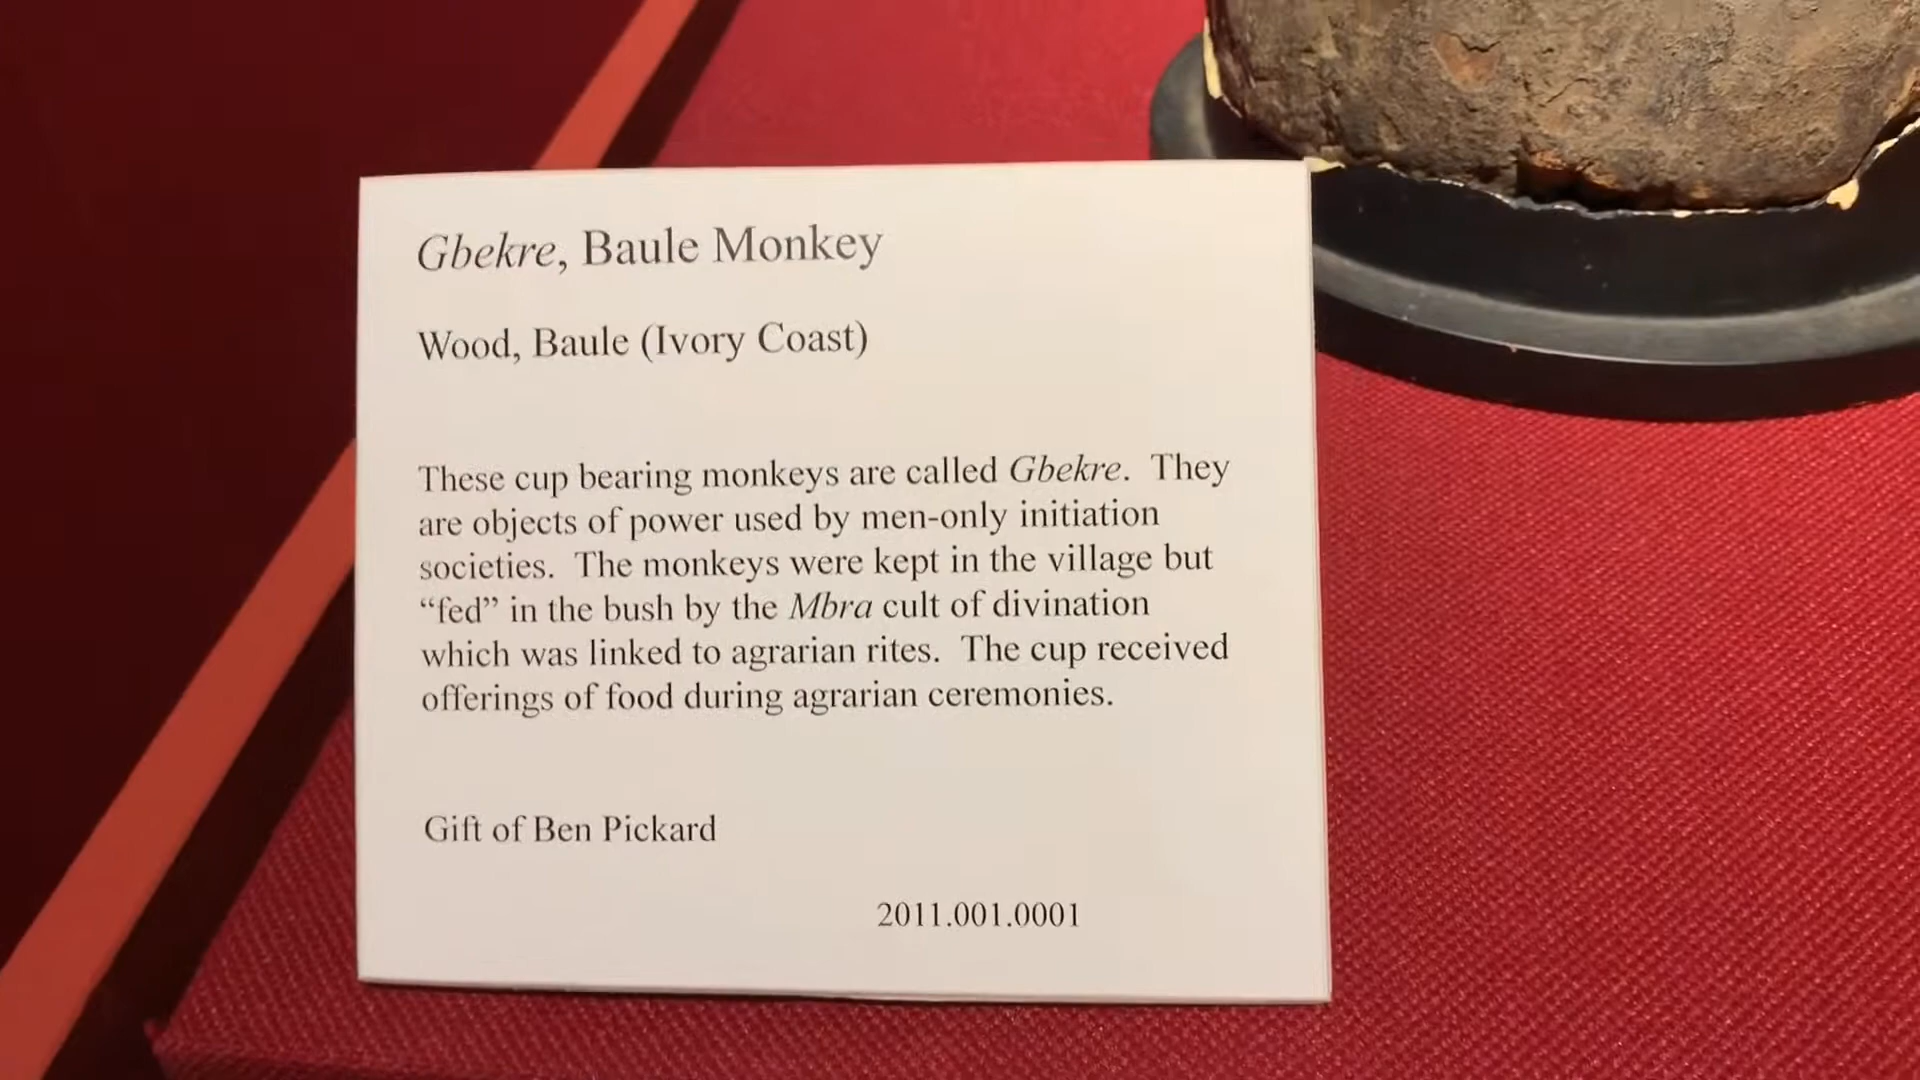 Gbekre, Baule Monkey
Wood, Baule (Ivory Coast)
These cup bearing monkeys are called Gbekre. They
are objects of power used by men-only initiation
societies. The monkeys were kept in the village but
“fed” in the bush by the Mbra cult of divination
which was linked to agrarian rites. The cup received
offerings of food during agrarian ceremonies.
Gift of Ben Pickard
2011.001.0001